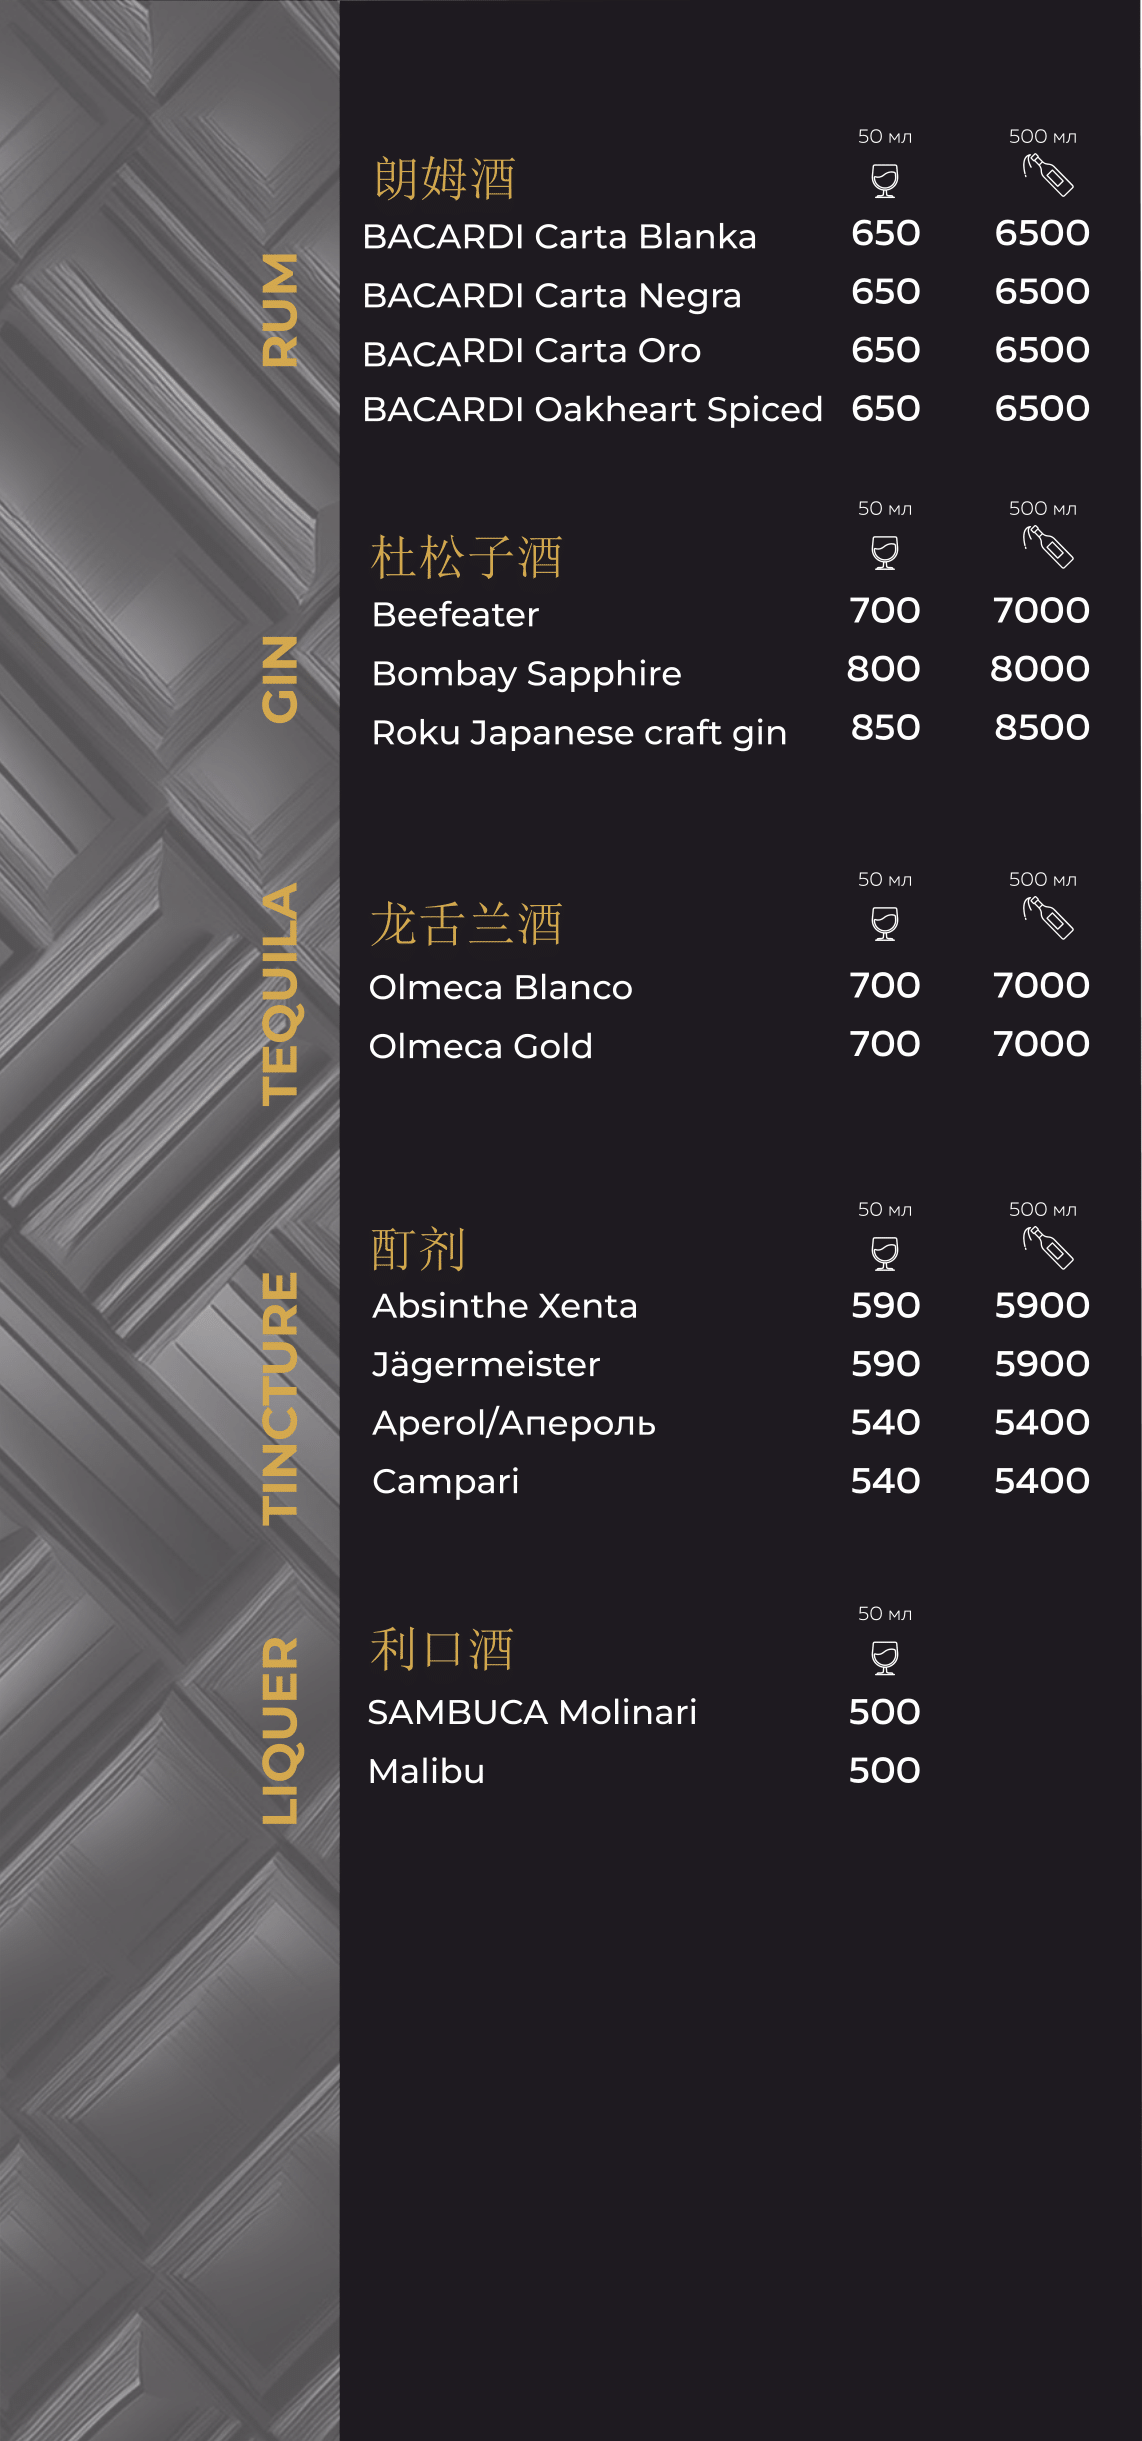 RUM
50 мл 500 мл
朗姆酒
BACARDI Carta Blanka 650 6500
BACARDI Carta Negra 650 6500
BACARDI Carta Oro 650 6500
BACARDI Oakheart Spiced 650 6500
GIN
50 мл 500 мл
杜松子酒
Beefeater 700 7000
Bombay Sapphire 800 8000
Roku Japanese craft gin 850 8500
TEQUILA
50 мл 500 мл
龙舌兰酒
Olmeca Blanco 700 7000
Olmeca Gold 700 7000
TINCTURE
50 мл 500 мл
酊剂
Absinthe Xenta 590 5900
Jägermeister 590 5900
Aperol/Апероль 540 5400
Campari 540 5400
LIQUER
50 мл
利口酒
SAMBUCA Molinari 500
Malibu 500